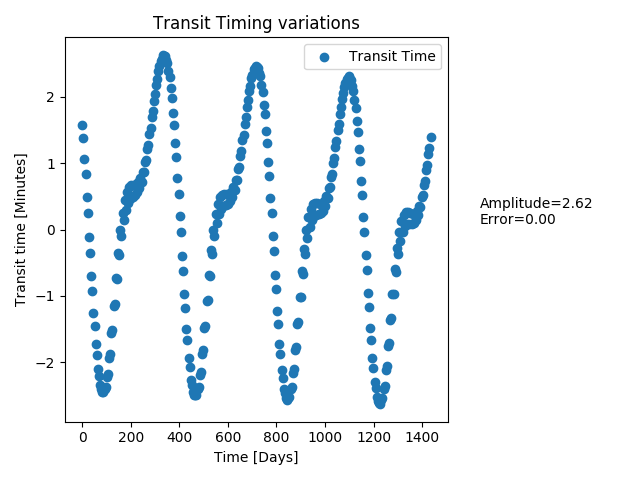 Transit Timing variations
Transit Time
Transit time [Minutes]
2
1
0
−1
−2
0 200 400 600 800 1000 1200 1400
Time [Days]
Amplitude=2.62
Error=0.00